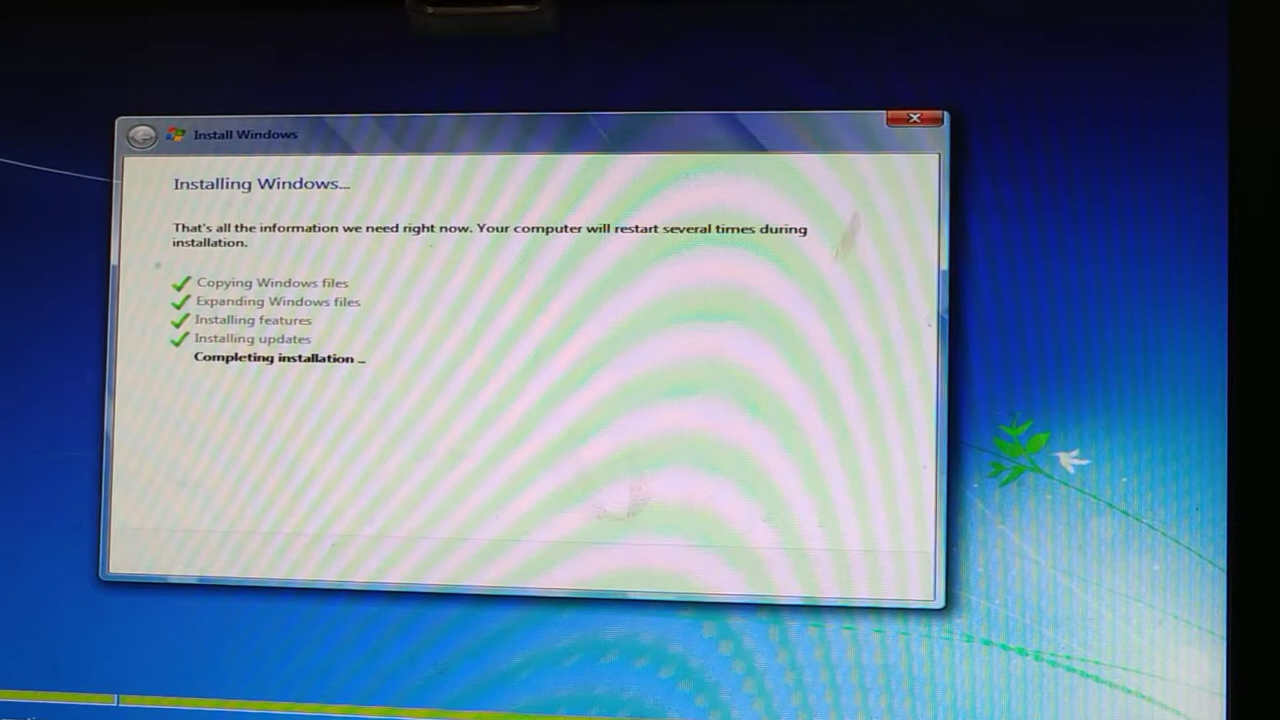 Install Windows
Installing Windows...
That's all the information we need right now. Your computer will restart several times during
installation.
Copying Windows files
Expanding Windows files
Installing features
Installing updates
Completing installation ...